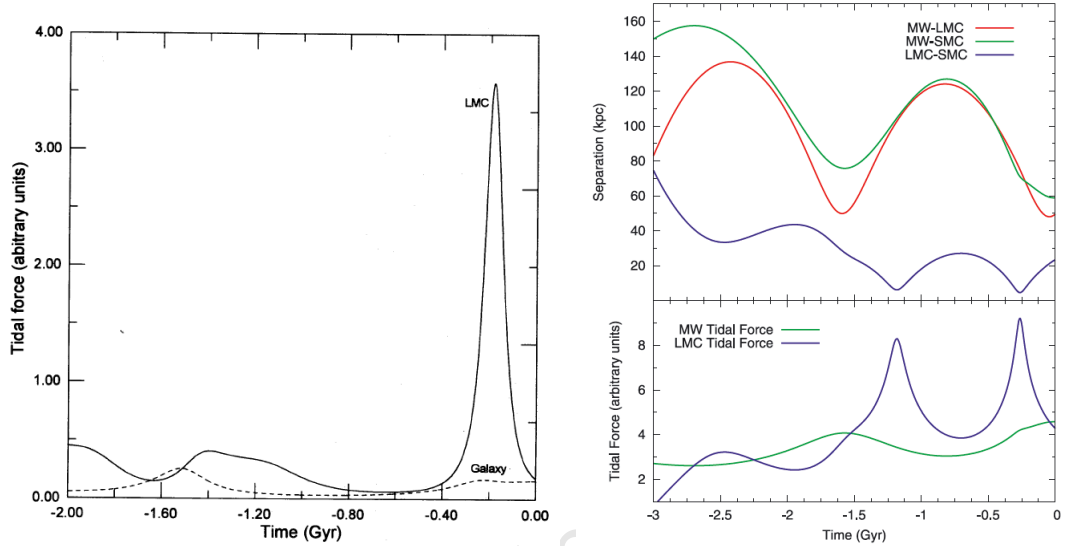 4.00
3.00
2.00
1.00
0.00
Tidal force (abitrary units)
LMC
Galaxy
-2.00
-1.60
-1.20
-0.80
-0.40
0.00
Time (Gyr)
160
140
120
100
80
60
40
20
Separation (kpc)
MW-LMC
MW-SMC
LMC-SMC
8
6
4
2
Tidal Force (arbitrary units)
MW Tidal Force
LMC Tidal Force
-3
-2.5
-2
-1.5
-1
-0.5
0
Time (Gyr)